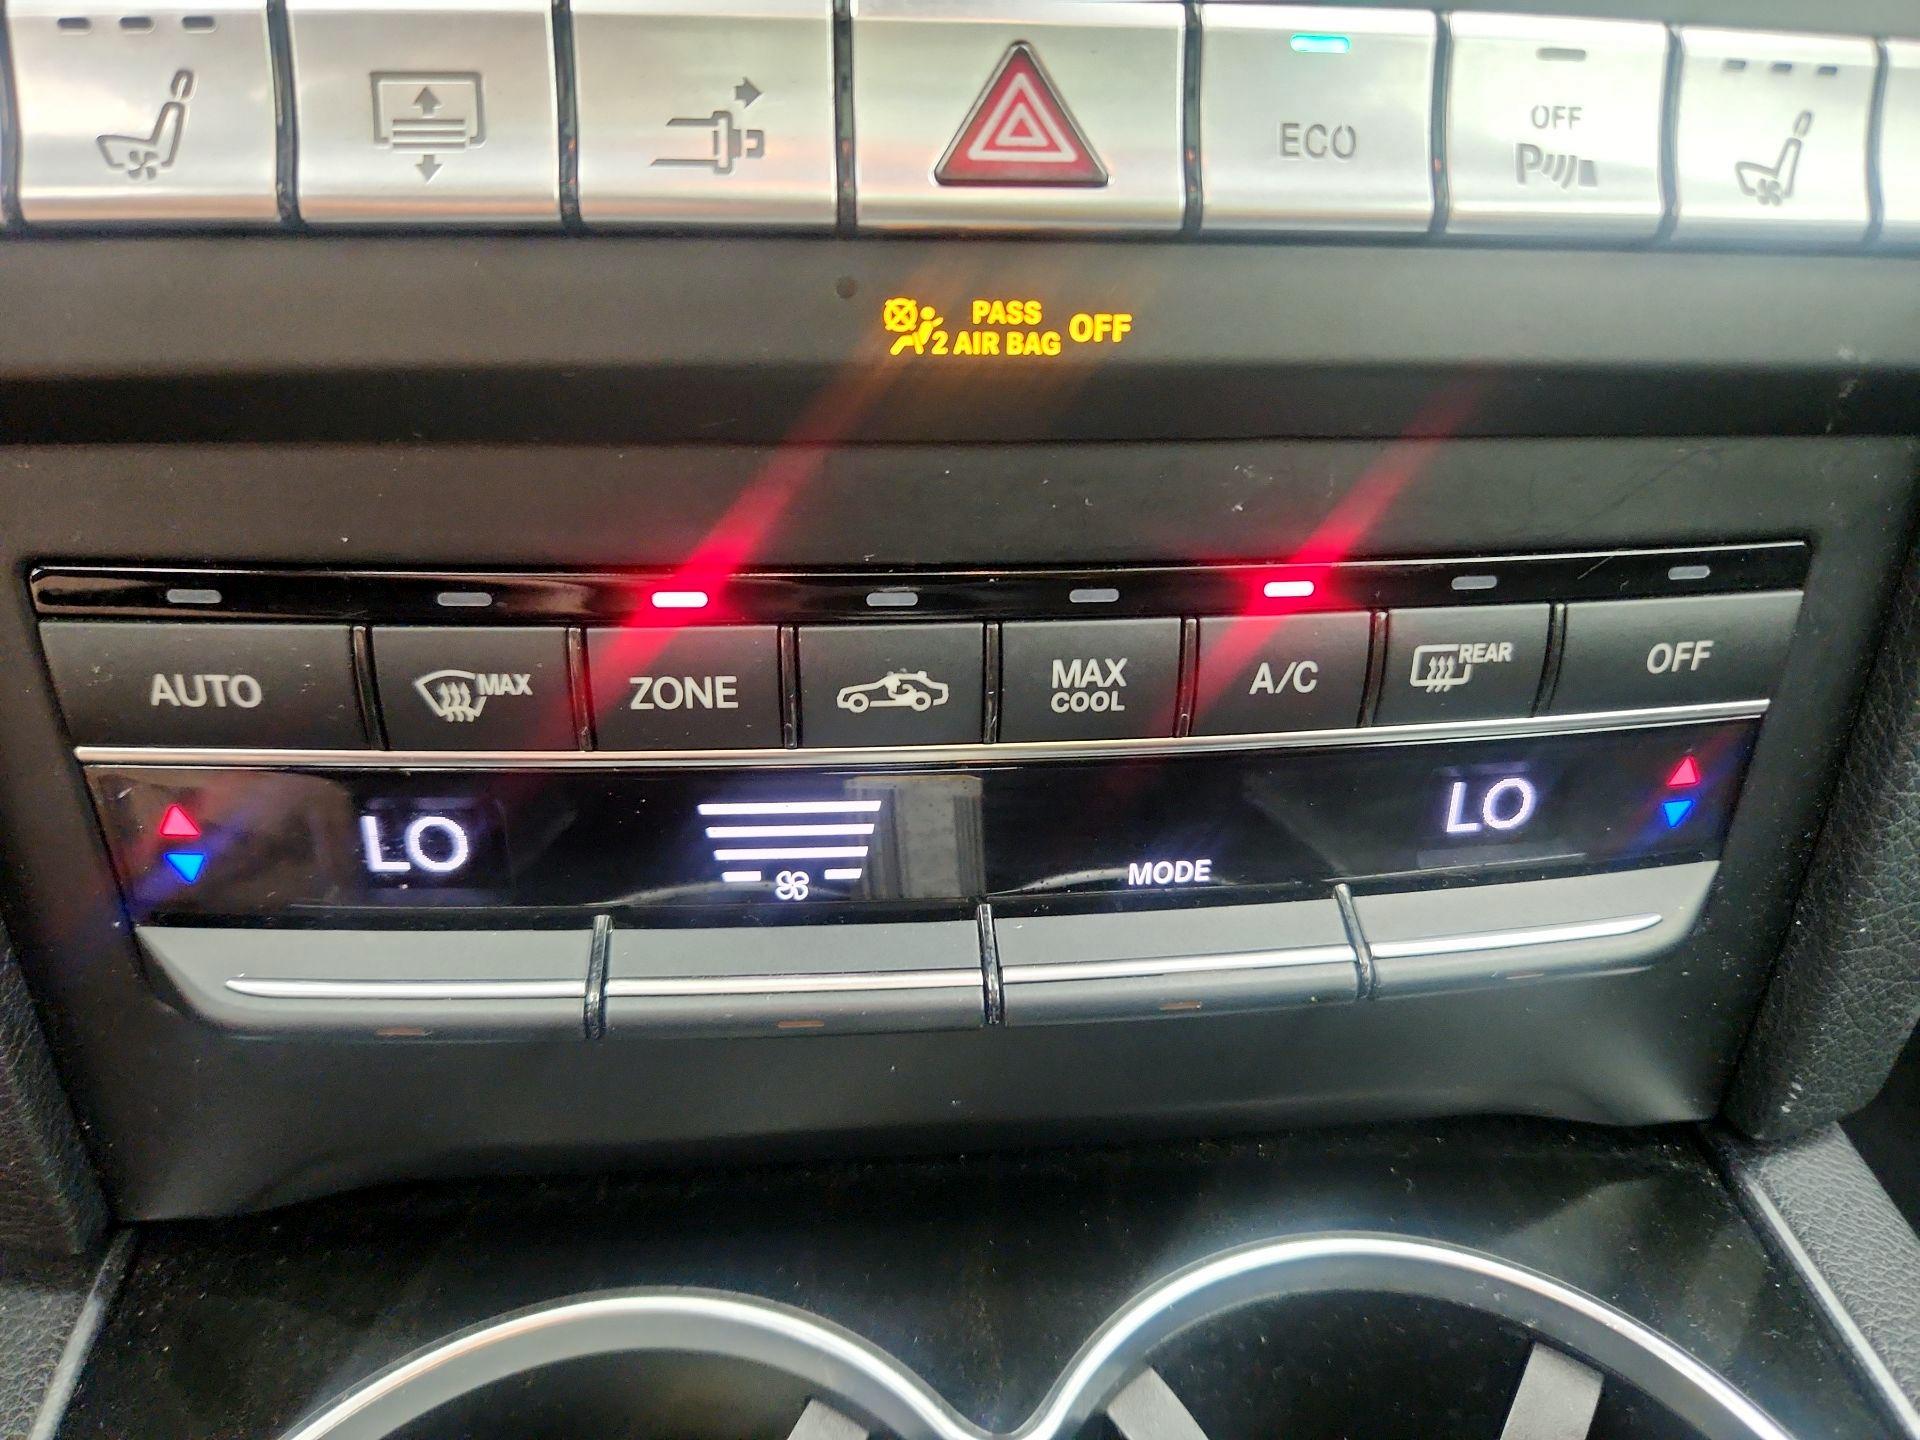 ECO
OFF
P
PASS
2 AIR BAG OFF
AUTO
MAX
ZONE
MAX
COOL
A/C
REAR
OFF
LO
MODE
LO